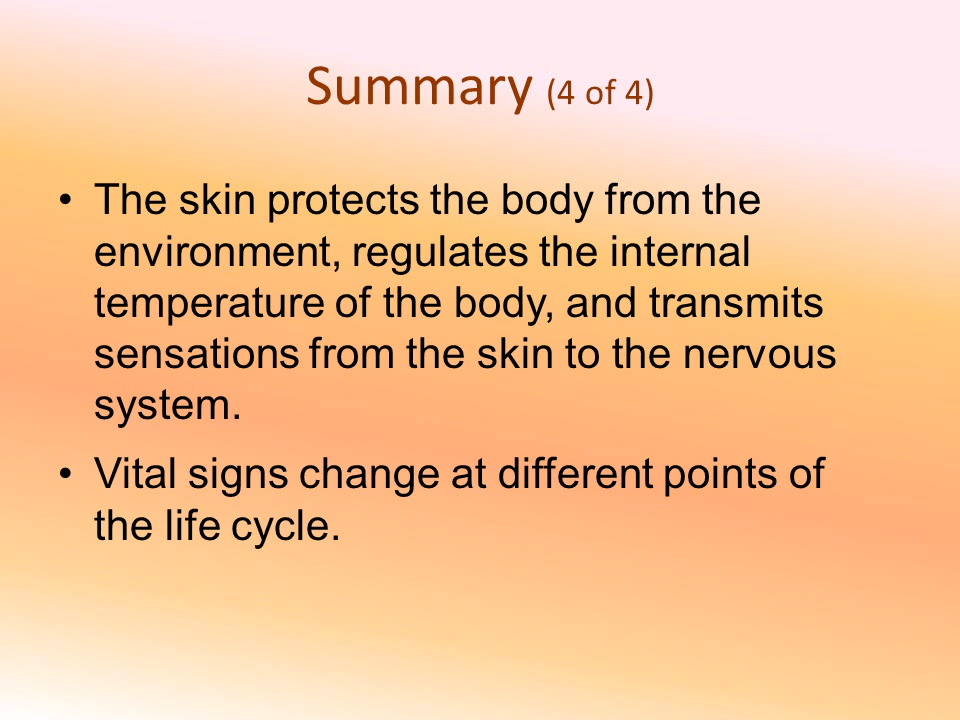 Summary (4 of 4)
• The skin protects the body from the
environment, regulates the internal
temperature of the body, and transmits
sensations from the skin to the nervous
system.
• Vital signs change at different points of
the life cycle.